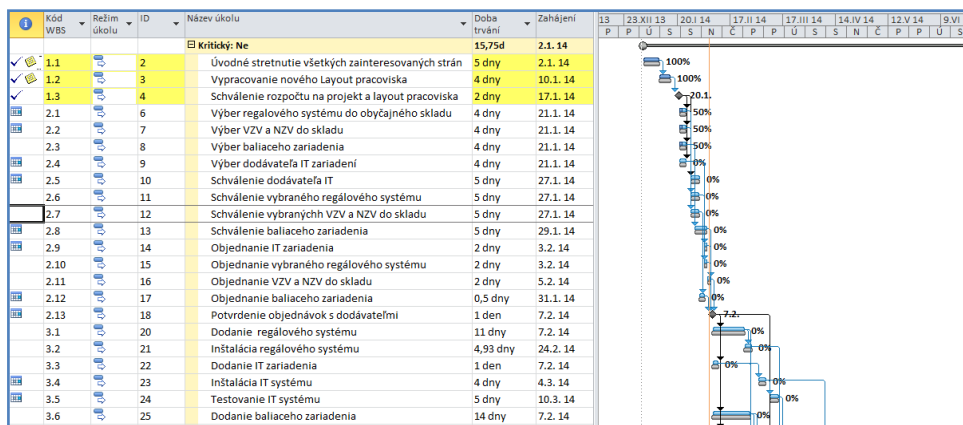 Kód WBS Režim úkolu ID Název úkolu Doba trvání Zahájení 13 23.XII 13 20.I 14 17.II 14 17.III 14 14.IV 14 12.V 14 9.VI
P P Ú S S N Č P P Ú S S N Č P P Ú S
Kritický: Ne 15,75d 2.1. 14
1.1 2 Úvodné stretnutie všetkých zainteresovaných strán 5 dny 2.1. 14 100%
1.2 3 Vypracovanie nového Layout pracoviska 4 dny 10.1. 14 100%
1.3 4 Schválenie rozpočtu na projekt a layout pracoviska 2 dny 17.1. 14 20.1.
2.1 6 Výber regalového systému do obyčajného skladu 4 dny 21.1. 14 50%
2.2 7 Výber VZV a NZV do skladu 4 dny 21.1. 14 50%
2.3 8 Výber baliaceho zariadenia 4 dny 21.1. 14 50%
2.4 9 Výber dodávateľa IT zariadení 4 dny 21.1. 14 0%
2.5 10 Schválenie dodávateľa IT 5 dny 27.1. 14 0%
2.6 11 Schválenie vybraného regálového systému 5 dny 27.1. 14 0%
2.7 12 Schválenie vybranýchh VZV a NZV do skladu 5 dny 27.1. 14 0%
2.8 13 Schválenie baliaceho zariadenia 5 dny 29.1. 14 0%
2.9 14 Objednanie IT zariadenia 2 dny 3.2. 14 0%
2.10 15 Objednanie vybraného regálového systému 2 dny 3.2. 14 0%
2.11 16 Objednanie VZV a NZV do skladu 2 dny 5.2. 14 0%
2.12 17 Objednanie baliaceho zariadenia 0,5 dny 31.1. 14 0%
2.13 18 Potvrdenie objednávok s dodávateľmi 1 den 7.2. 14 7.2.
3.1 20 Dodanie regálového systému 11 dny 7.2. 14 0%
3.2 21 Inštalácia regálového systému 4,93 dny 24.2. 14 0%
3.3 22 Dodanie IT zariadenia 1 den 7.2. 14 0%
3.4 23 Inštalácia IT systému 4 dny 4.3. 14 0%
3.5 24 Testovanie IT systému 5 dny 10.3. 14 0%
3.6 25 Dodanie baliaceho zariadenia 14 dny 7.2. 14 0%